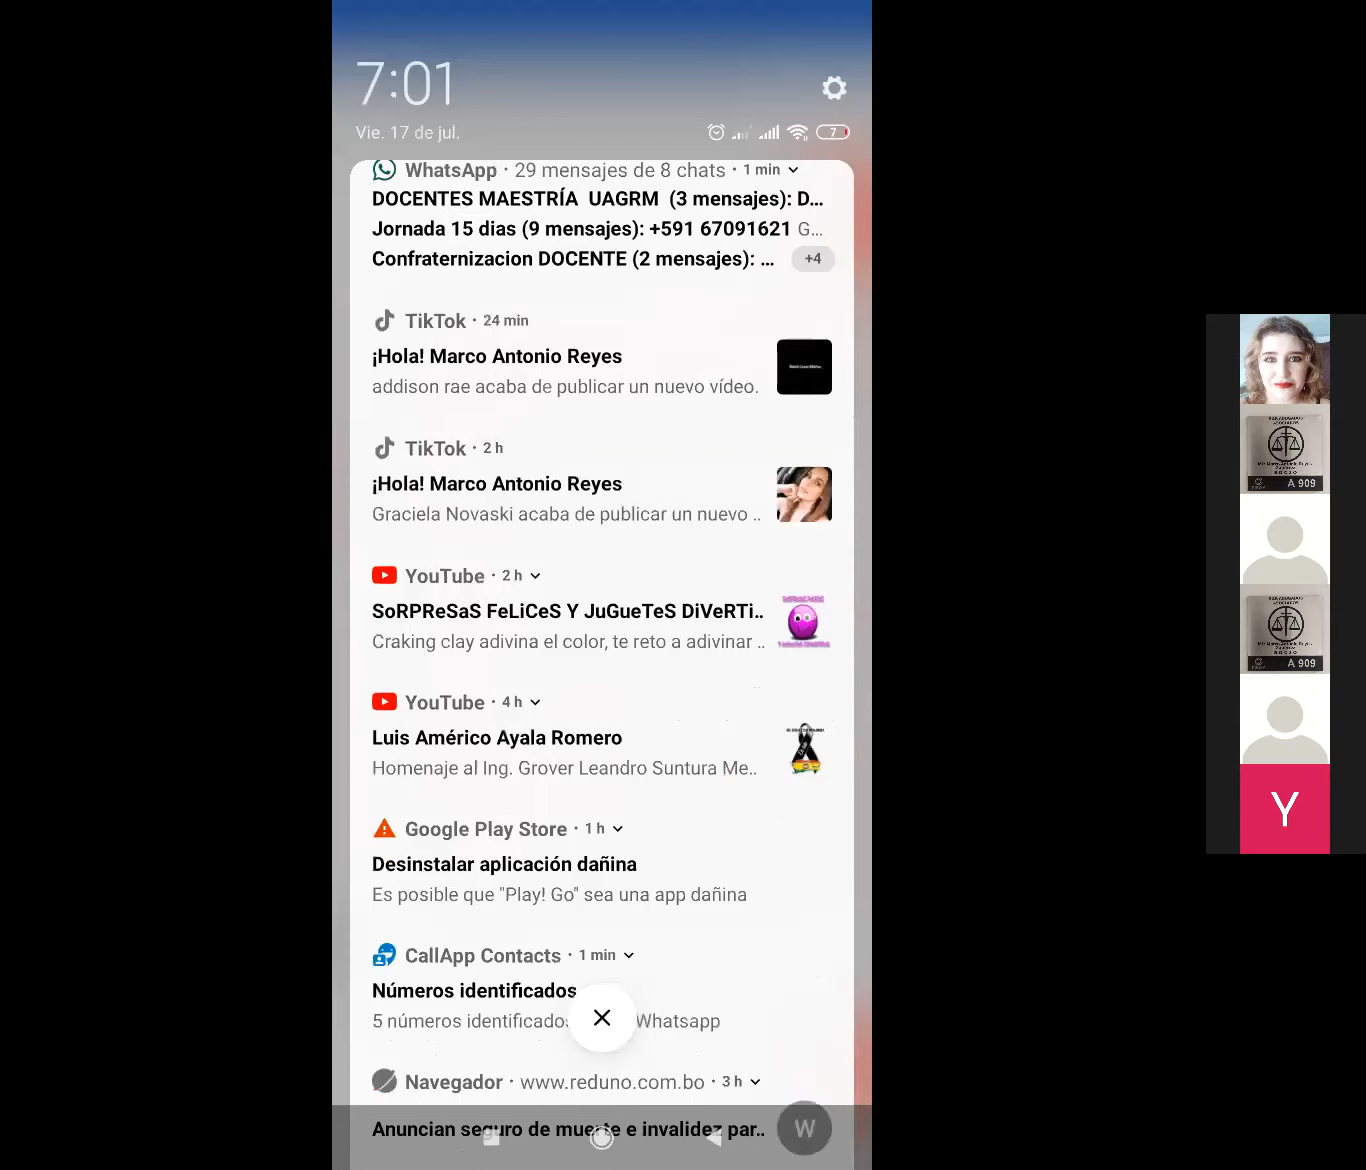 7:01
Vie. 17 de jul.
7
WhatsApp · 29 mensajes de 8 chats · 1 min
DOCENTES MAESTRÍA UAGRM (3 mensajes): D...
Jornada 15 dias (9 mensajes): +591 67091621 G...
Confraternizacion DOCENTE (2 mensajes): ...
+4
TikTok · 24 min
¡Hola! Marco Antonio Reyes
addison rae acaba de publicar un nuevo vídeo.
TikTok · 2 h
¡Hola! Marco Antonio Reyes
Graciela Novaski acaba de publicar un nuevo ..
YouTube · 2 h
SoRPReSaS FeLiCeS Y JuGueTeS DiVeRTi..
Craking clay adivina el color, te reto a adivinar ..
YouTube · 4 h
Luis Américo Ayala Romero
Homenaje al Ing. Grover Leandro Suntura Me..
Google Play Store · 1 h
Desinstalar aplicación dañina
Es posible que "Play! Go" sea una app dañina
CallApp Contacts · 1 min
Números identificados
5 números identificados Whatsapp
Navegador · www.reduno.com.bo · 3 h
Anuncian seguro de muerte e invalidez par..
W
ASOCIADOS
A 909
ASOCIADOS
A 909
Y